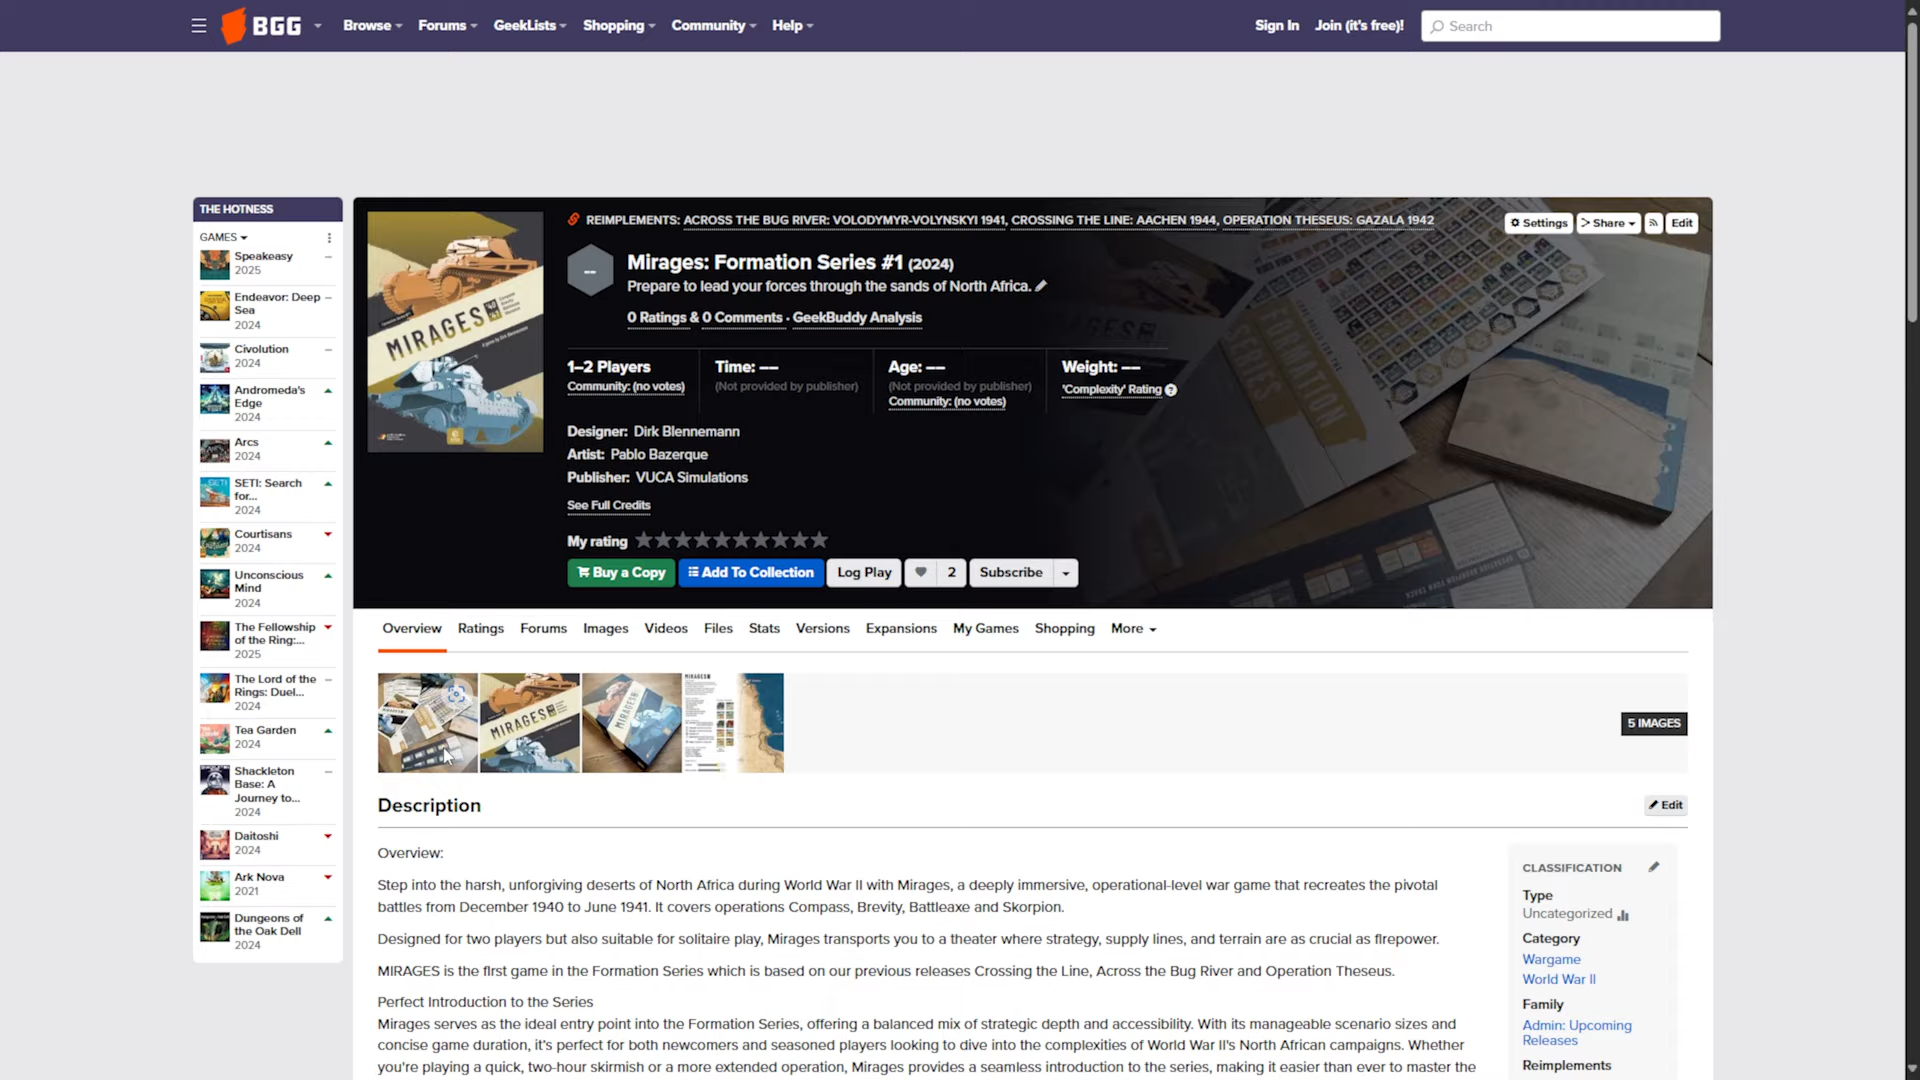 BGG
Browse
Forums
GeekLists
Shopping
Community
Help
Sign In
Join (it's free)!
Search
THE HOTNESS
GAMES
Speakeasy
2025
Endeavor: Deep
Sea
2024
Civolution
2024
Andromeda's
Edge
2024
Arcs
2024
SETI: Search
for...
2024
Courtisans
2024
Unconscious
Mind
2024
The Fellowship
of the Ring:...
2025
The Lord of the
Rings: Duel...
2024
Tea Garden
2024
Shackleton
Base: A
Journey to...
2024
Daitoshi
2024
Ark Nova
2021
Dungeons of
the Oak Dell
2024
MIRAGES
REIMPLEMENTS: ACROSS THE BUG RIVER: VOLODYMYR-VOLYNSKYI 1941, CROSSING THE LINE: AACHEN 1944, OPERATION THESEUS: GAZALA 1942
Settings
Share
Edit
--
Mirages: Formation Series #1 (2024)
Prepare to lead your forces through the sands of North Africa.
0 Ratings & 0 Comments · GeekBuddy Analysis
1–2 Players
Community: (no votes)
Time: --
(Not provided by publisher)
Age: --
(Not provided by publisher)
Community: (no votes)
Weight: --
'Complexity' Rating
Designer: Dirk Blennemann
Artist: Pablo Bazerque
Publisher: VUCA Simulations
See Full Credits
My rating
Buy a Copy
Add To Collection
Log Play
2
Subscribe
Overview
Ratings
Forums
Images
Videos
Files
Stats
Versions
Expansions
My Games
Shopping
More
MIRAGES
MIRAGES
MIRAGES
5 IMAGES
Description
Edit
Overview:
Step into the harsh, unforgiving deserts of North Africa during World War II with Mirages, a deeply immersive, operational-level war game that recreates the pivotal
battles from December 1940 to June 1941. It covers operations Compass, Brevity, Battleaxe and Skorpion.
Designed for two players but also suitable for solitaire play, Mirages transports you to a theater where strategy, supply lines, and terrain are as crucial as firepower.
MIRAGES is the first game in the Formation Series which is based on our previous releases Crossing the Line, Across the Bug River and Operation Theseus.
Perfect Introduction to the Series
Mirages serves as the ideal entry point into the Formation Series, offering a balanced mix of strategic depth and accessibility. With its manageable scenario sizes and
concise game duration, it's perfect for both newcomers and seasoned players looking to dive into the complexities of World War II's North African campaigns. Whether
you're playing a quick, two-hour skirmish or a more extended operation, Mirages provides a seamless introduction to the series, making it easier than ever to master the
CLASSIFICATION
Type
Uncategorized
Category
Wargame
World War II
Family
Admin: Upcoming
Releases
Reimplements